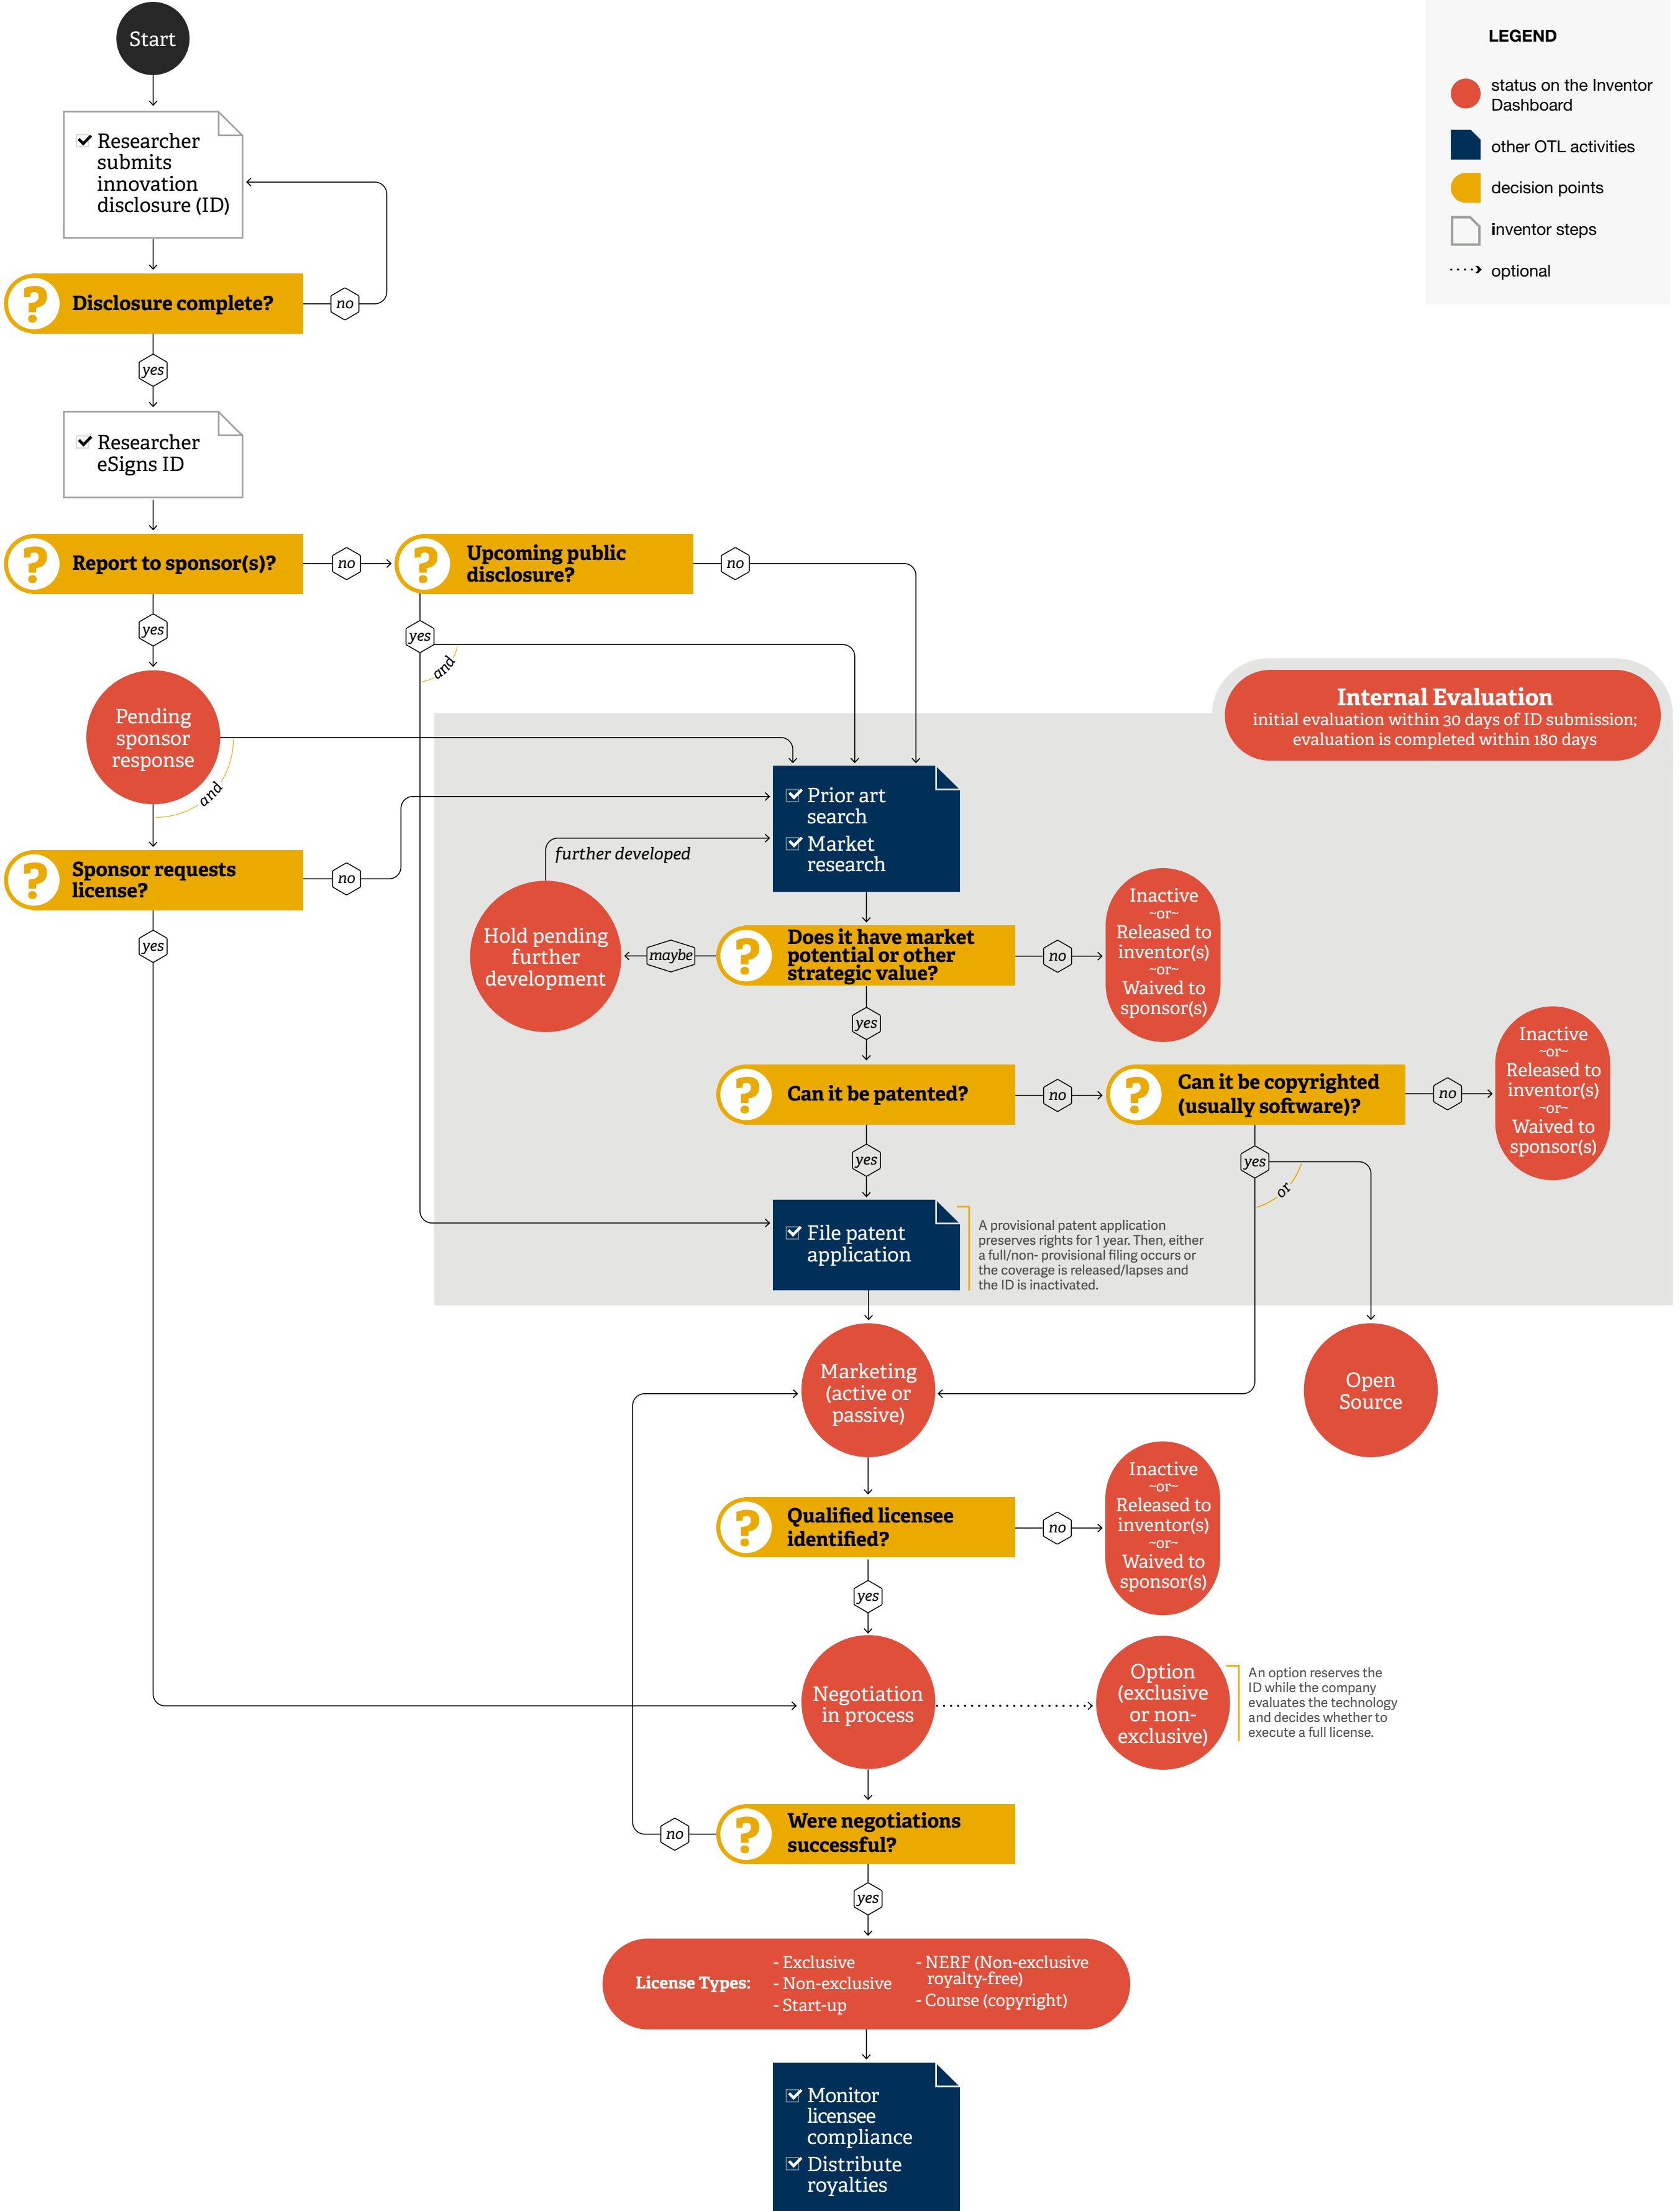 Start
LEGEND
status on the Inventor
Dashboard
other OTL activities
decision points
inventor steps
optional
Researcher
submits
innovation
disclosure (ID)
Disclosure complete?
no
yes
Researcher
eSigns ID
Report to sponsor(s)?
no
Upcoming public
disclosure?
no
yes
yes
and
Pending
sponsor
response
and
Internal Evaluation
initial evaluation within 30 days of ID submission;
evaluation is completed within 180 days
Prior art
search
Market
research
further developed
Sponsor requests
license?
no
yes
Hold pending
further
development
maybe
Does it have market
potential or other
strategic value?
no
Inactive
~or~
Released to
inventor(s)
~or~
Waived to
sponsor(s)
yes
Can it be patented?
no
Can it be copyrighted
(usually software)?
no
Inactive
~or~
Released to
inventor(s)
~or~
Waived to
sponsor(s)
yes
yes
or
File patent
application
A provisional patent application
preserves rights for 1 year. Then, either
a full/non- provisional filing occurs or
the coverage is released/lapses and
the ID is inactivated.
Marketing
(active or
passive)
Open
Source
Qualified licensee
identified?
no
Inactive
~or~
Released to
inventor(s)
~or~
Waived to
sponsor(s)
yes
Negotiation
in process
Option
(exclusive
or non-
exclusive)
An option reserves the
ID while the company
evaluates the technology
and decides whether to
execute a full license.
Were negotiations
successful?
no
yes
License Types:
- Exclusive
- Non-exclusive
- Start-up
- NERF (Non-exclusive
royalty-free)
- Course (copyright)
Monitor
licensee
compliance
Distribute
royalties